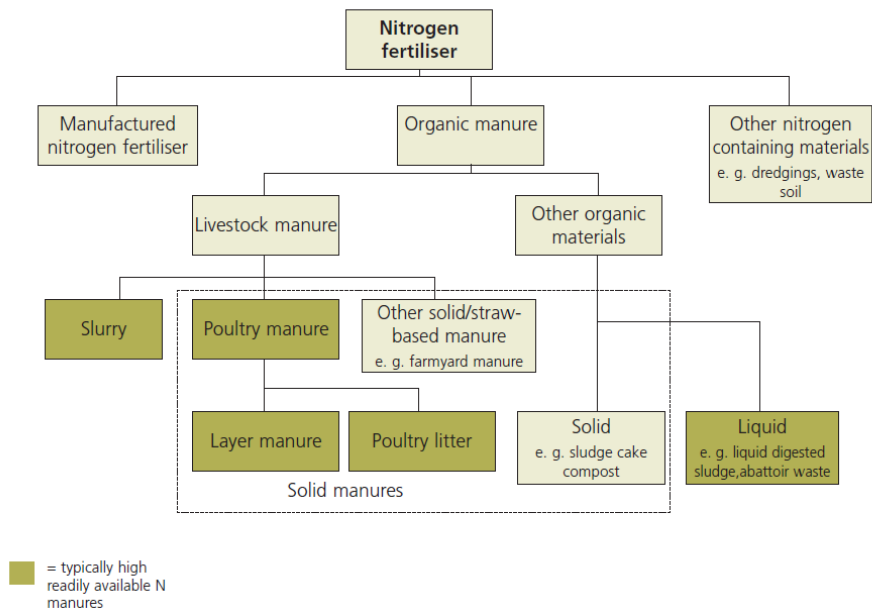 Nitrogen
fertiliser
Manufactured
nitrogen fertiliser
Organic manure
Other nitrogen
containing materials
e. g. dredgings, waste
soil
Livestock manure
Other organic
materials
Slurry
Poultry manure
Other solid/straw-
based manure
e. g. farmyard manure
Layer manure
Poultry litter
Solid
e. g. sludge cake
compost
Liquid
e. g. liquid digested
sludge,abattoir waste
Solid manures
= typically high
readily available N
manures